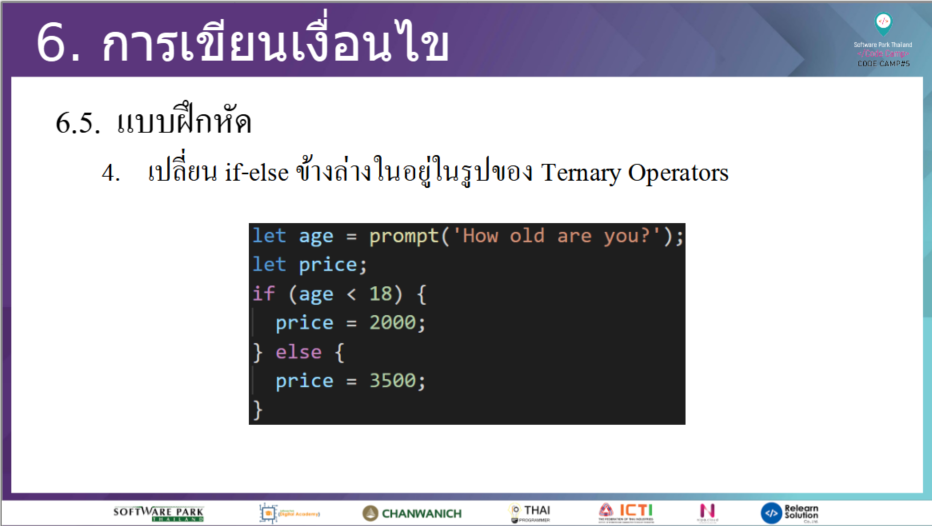 6. การเขียนเงื่อนไข
Software Park Thailand
CODE CAMP#5
6.5. แบบฝึกหัด
4. เปลี่ยน if-else ข้างล่างในอยู่ในรูปของ Ternary Operators
let age = prompt('How old are you?');
let price;
if (age < 18) {
price = 2000;
} else {
price = 3500;
}
SOFTWARE PARK
THAILAND
CHANWANICH
THAI
PROGRAMMER
ICTI
Relearn
Solution